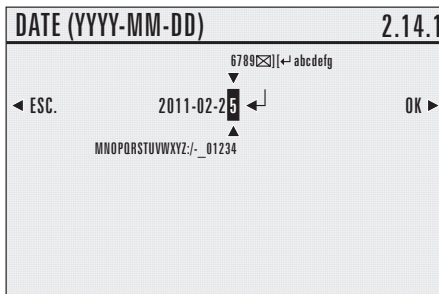 DATE (YYYY-MM-DD) 2.14.1
6789⌧][↵abcdefg
◄ ESC. 2011-02-25 ↵ OK ►
MNOPQRSTUVWXYZ:/-_01234